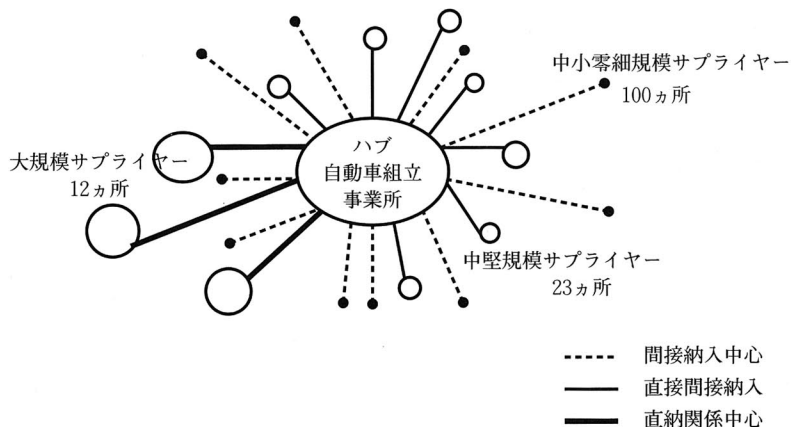 中小零細規模サプライヤー
100ヵ所
ハブ
自動車組立
事業所
大規模サプライヤー
12ヵ所
中堅規模サプライヤー
23ヵ所
間接納入中心
直接間接納入
直納関係中心